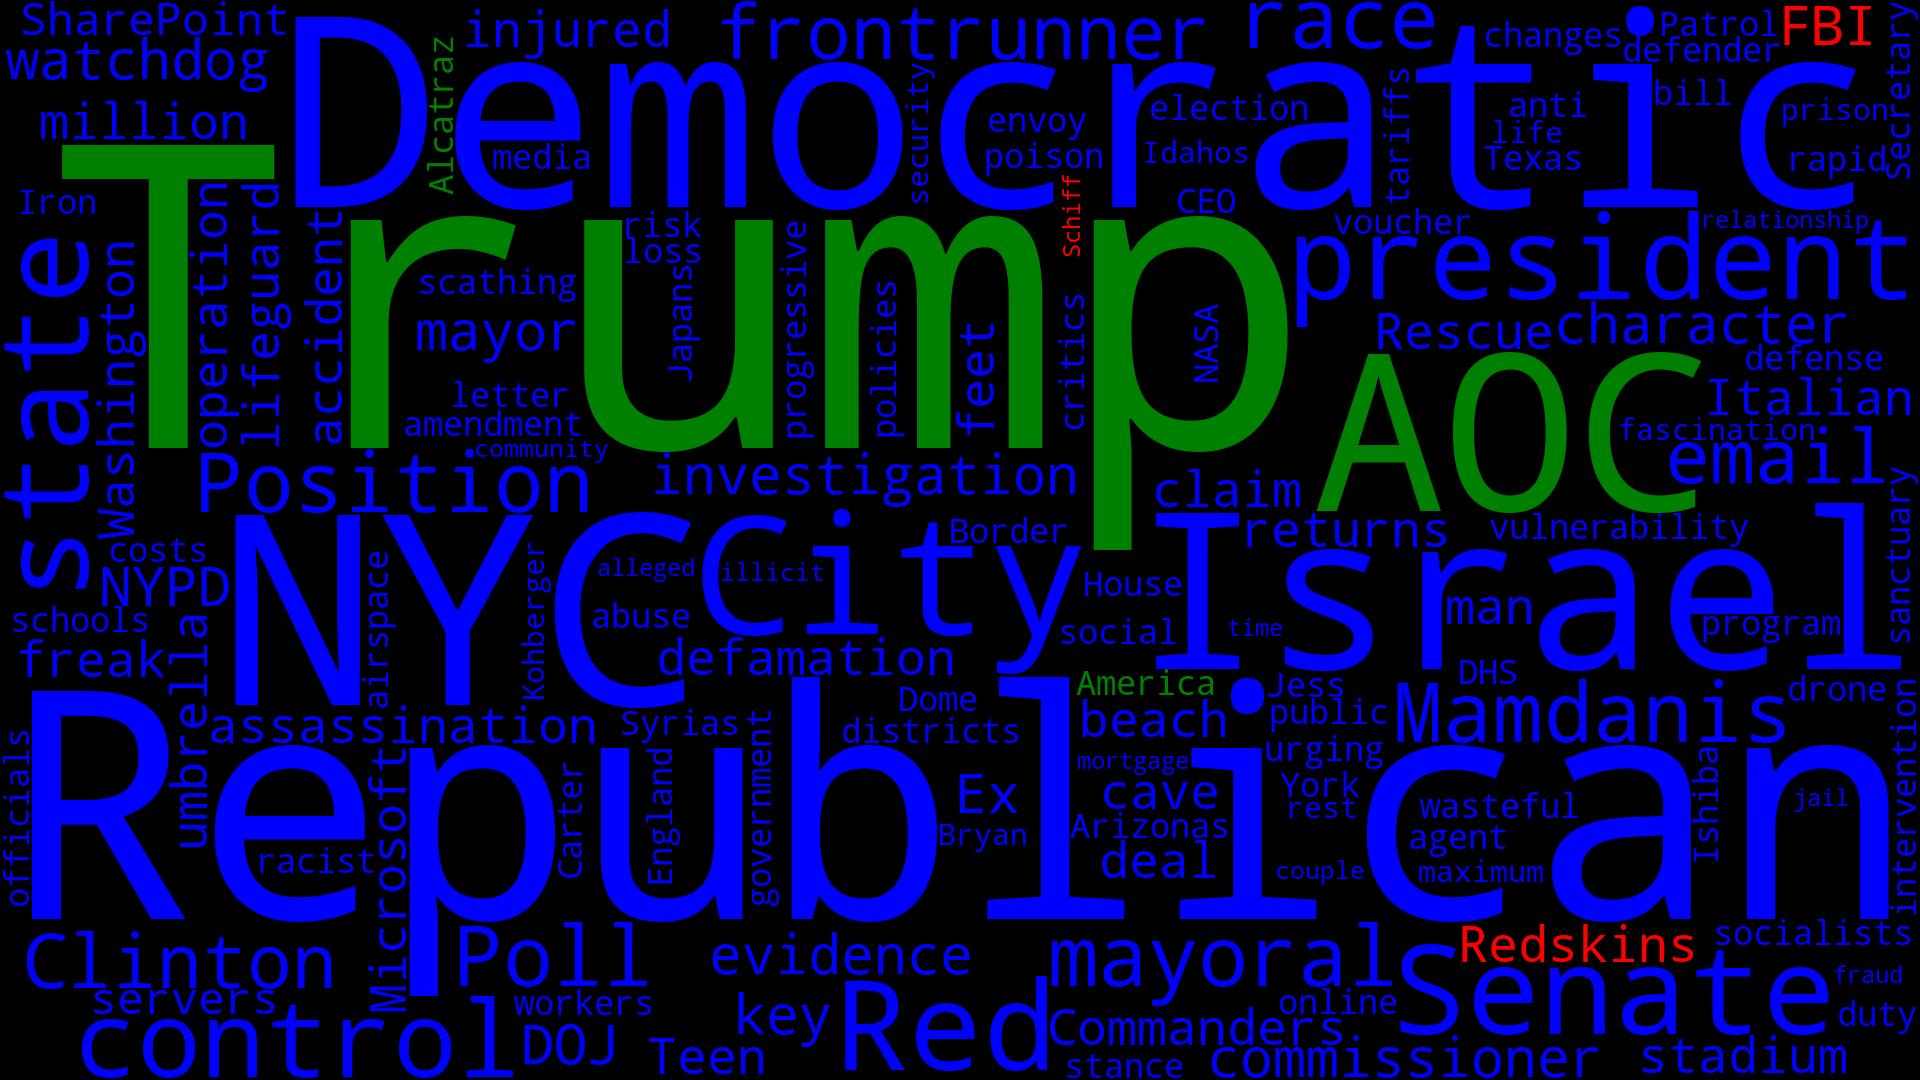 SharePoint
injured
frontrunner
race
changes
Patrol
FBI
Secretary
watchdog
Democratic
defender
Alcatraz
security
tariffs
million
media
envoy
poison
election
Idahos
anti
life
Texas
bill
prison
rapid
Trump
Iron
CEO
Schiff
voucher
relationship
president
state
Washington
operation
lifeguard
accident
scathing
mayor
risk
loss
Japans
progressive
policies
feet
critics
NASA
Rescue
character
defense
letter
amendment
community
AOC
Italian
fascination
email
Position
investigation
claim
returns
vulnerability
sanctuary
costs
NYPD
schools
freak
NYC
airspace
Kohberger
alleged
illicit
abuse
City
Border
House
social
Israel
time
man
program
defamation
America
Jess
DHS
drone
umbrella
assassination
Syrias
Dome
districts
beach
public
Mamdanis
intervention
officials
Republican
racist
Microsoft
Carter
England
government
Ex
Bryan
mortgage
cave
Arizonas
deal
urging
York
rest
couple
wasteful
agent
maximum
Ishiba
jail
Clinton
servers
control
Poll
workers
DOJ
Teen
evidence
key
Red
mayoral
Commanders
stance
online
commissioner
Redskins
Senate
socialists
fraud
duty
stadium